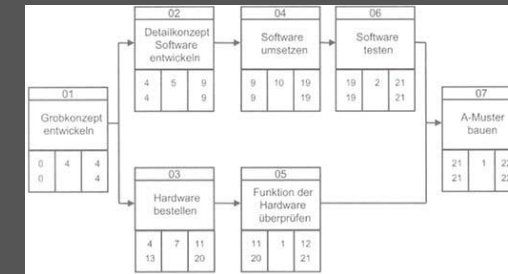 01
Grobkonzept
entwickeln
0 4 4
0 4
02
Detailkonzept
Software
entwickeln
4 5 9
4 9
03
Hardware
bestellen
4 7 11
13 20
04
Software
umsetzen
9 10 19
9 19
05
Funktion der
Hardware
überprüfen
11 1 12
20 21
06
Software
testen
19 2 21
19 21
07
A-Muster
bauen
21 1
21